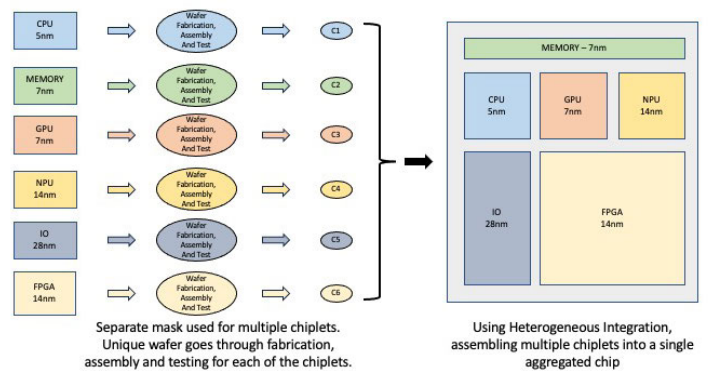 CPU
5nm
Wafer
Fabrication,
Assembly
And Test
C1
MEMORY
7nm
Wafer
Fabrication,
Assembly
And Test
C2
GPU
7nm
Wafer
Fabrication,
Assembly
And Test
C3
NPU
14nm
Wafer
Fabrication,
Assembly
And Test
C4
IO
28nm
Wafer
Fabrication,
Assembly
And Test
C5
FPGA
14nm
Wafer
Fabrication,
Assembly
And Test
C6
Separate mask used for multiple chiplets.
Unique wafer goes through fabrication,
assembly and testing for each of the chiplets.
MEMORY – 7nm
CPU
5nm
GPU
7nm
NPU
14nm
IO
28nm
FPGA
14nm
Using Heterogeneous Integration,
assembling multiple chiplets into a single
aggregated chip